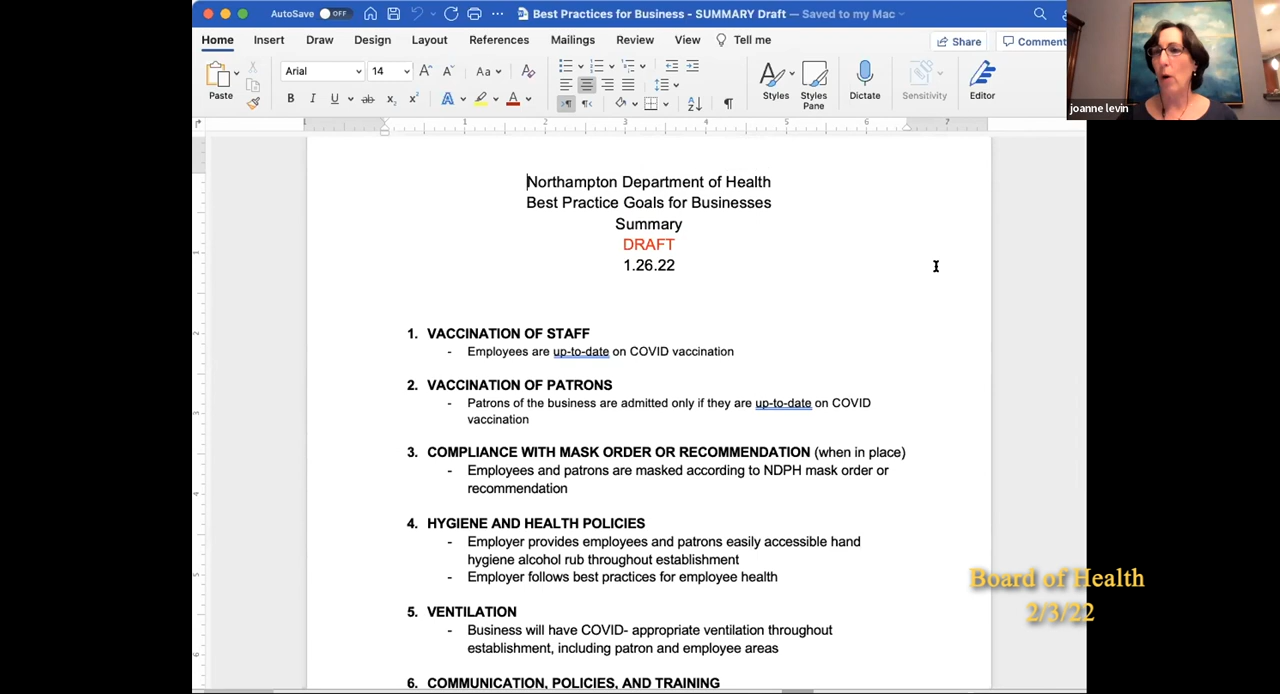 AutoSave OFF
Best Practices for Business - SUMMARY Draft — Saved to my Mac
Home Insert Draw Design Layout References Mailings Review View Tell me
Share Comment
Paste
Arial 14
Styles
Styles Pane
Dictate
Sensitivity
Editor
joanne levin
Northampton Department of Health
Best Practice Goals for Businesses
Summary
DRAFT
1.26.22
1. VACCINATION OF STAFF
- Employees are up-to-date on COVID vaccination
2. VACCINATION OF PATRONS
- Patrons of the business are admitted only if they are up-to-date on COVID
vaccination
3. COMPLIANCE WITH MASK ORDER OR RECOMMENDATION (when in place)
- Employees and patrons are masked according to NDPH mask order or
recommendation
4. HYGIENE AND HEALTH POLICIES
- Employer provides employees and patrons easily accessible hand
hygiene alcohol rub throughout establishment
- Employer follows best practices for employee health
5. VENTILATION
- Business will have COVID- appropriate ventilation throughout
establishment, including patron and employee areas
6. COMMUNICATION, POLICIES, AND TRAINING
Board of Health
2/3/22